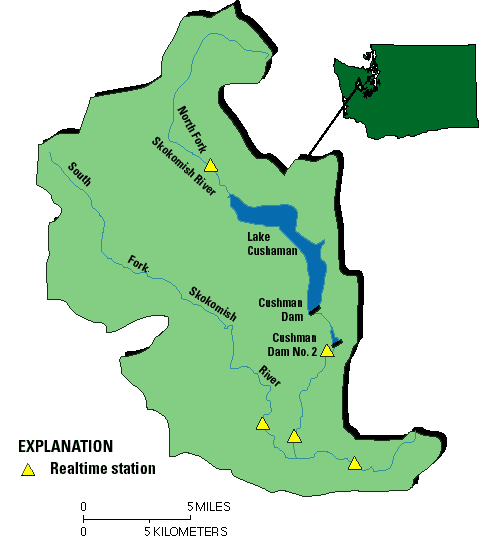 North Fork
Skokomish River
South
Fork
Skokomish
River
Lake
Cushaman
Cushman
Dam
Cushman
Dam No. 2
EXPLANATION
Realtime station
0 5 MILES
0 5 KILOMETERS